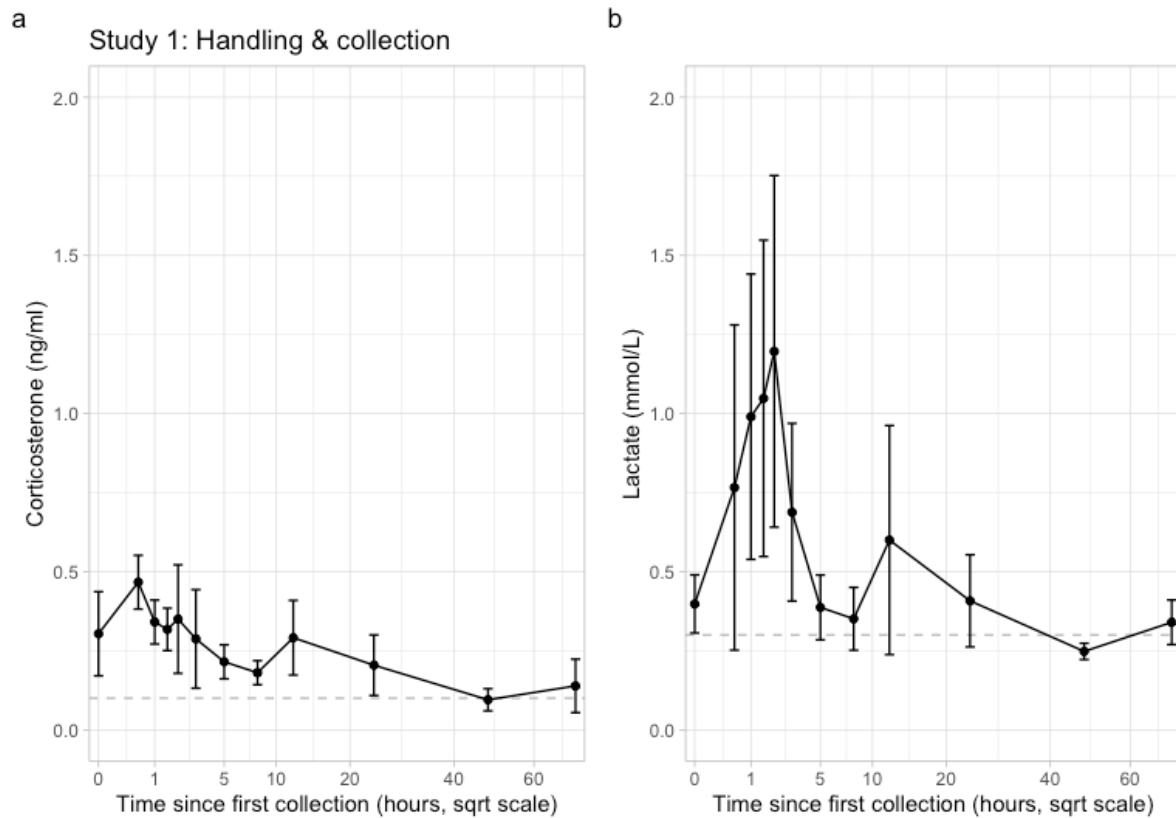 a
Study 1: Handling & collection
Corticosterone (ng/ml)
2.0
1.5
1.0
0.5
0.0
0 1 5 10 20 40 60
Time since first collection (hours, sqrt scale)
b
Lactate (mmol/L)
2.0
1.5
1.0
0.5
0.0
0 1 5 10 20 40 60
Time since first collection (hours, sqrt scale)